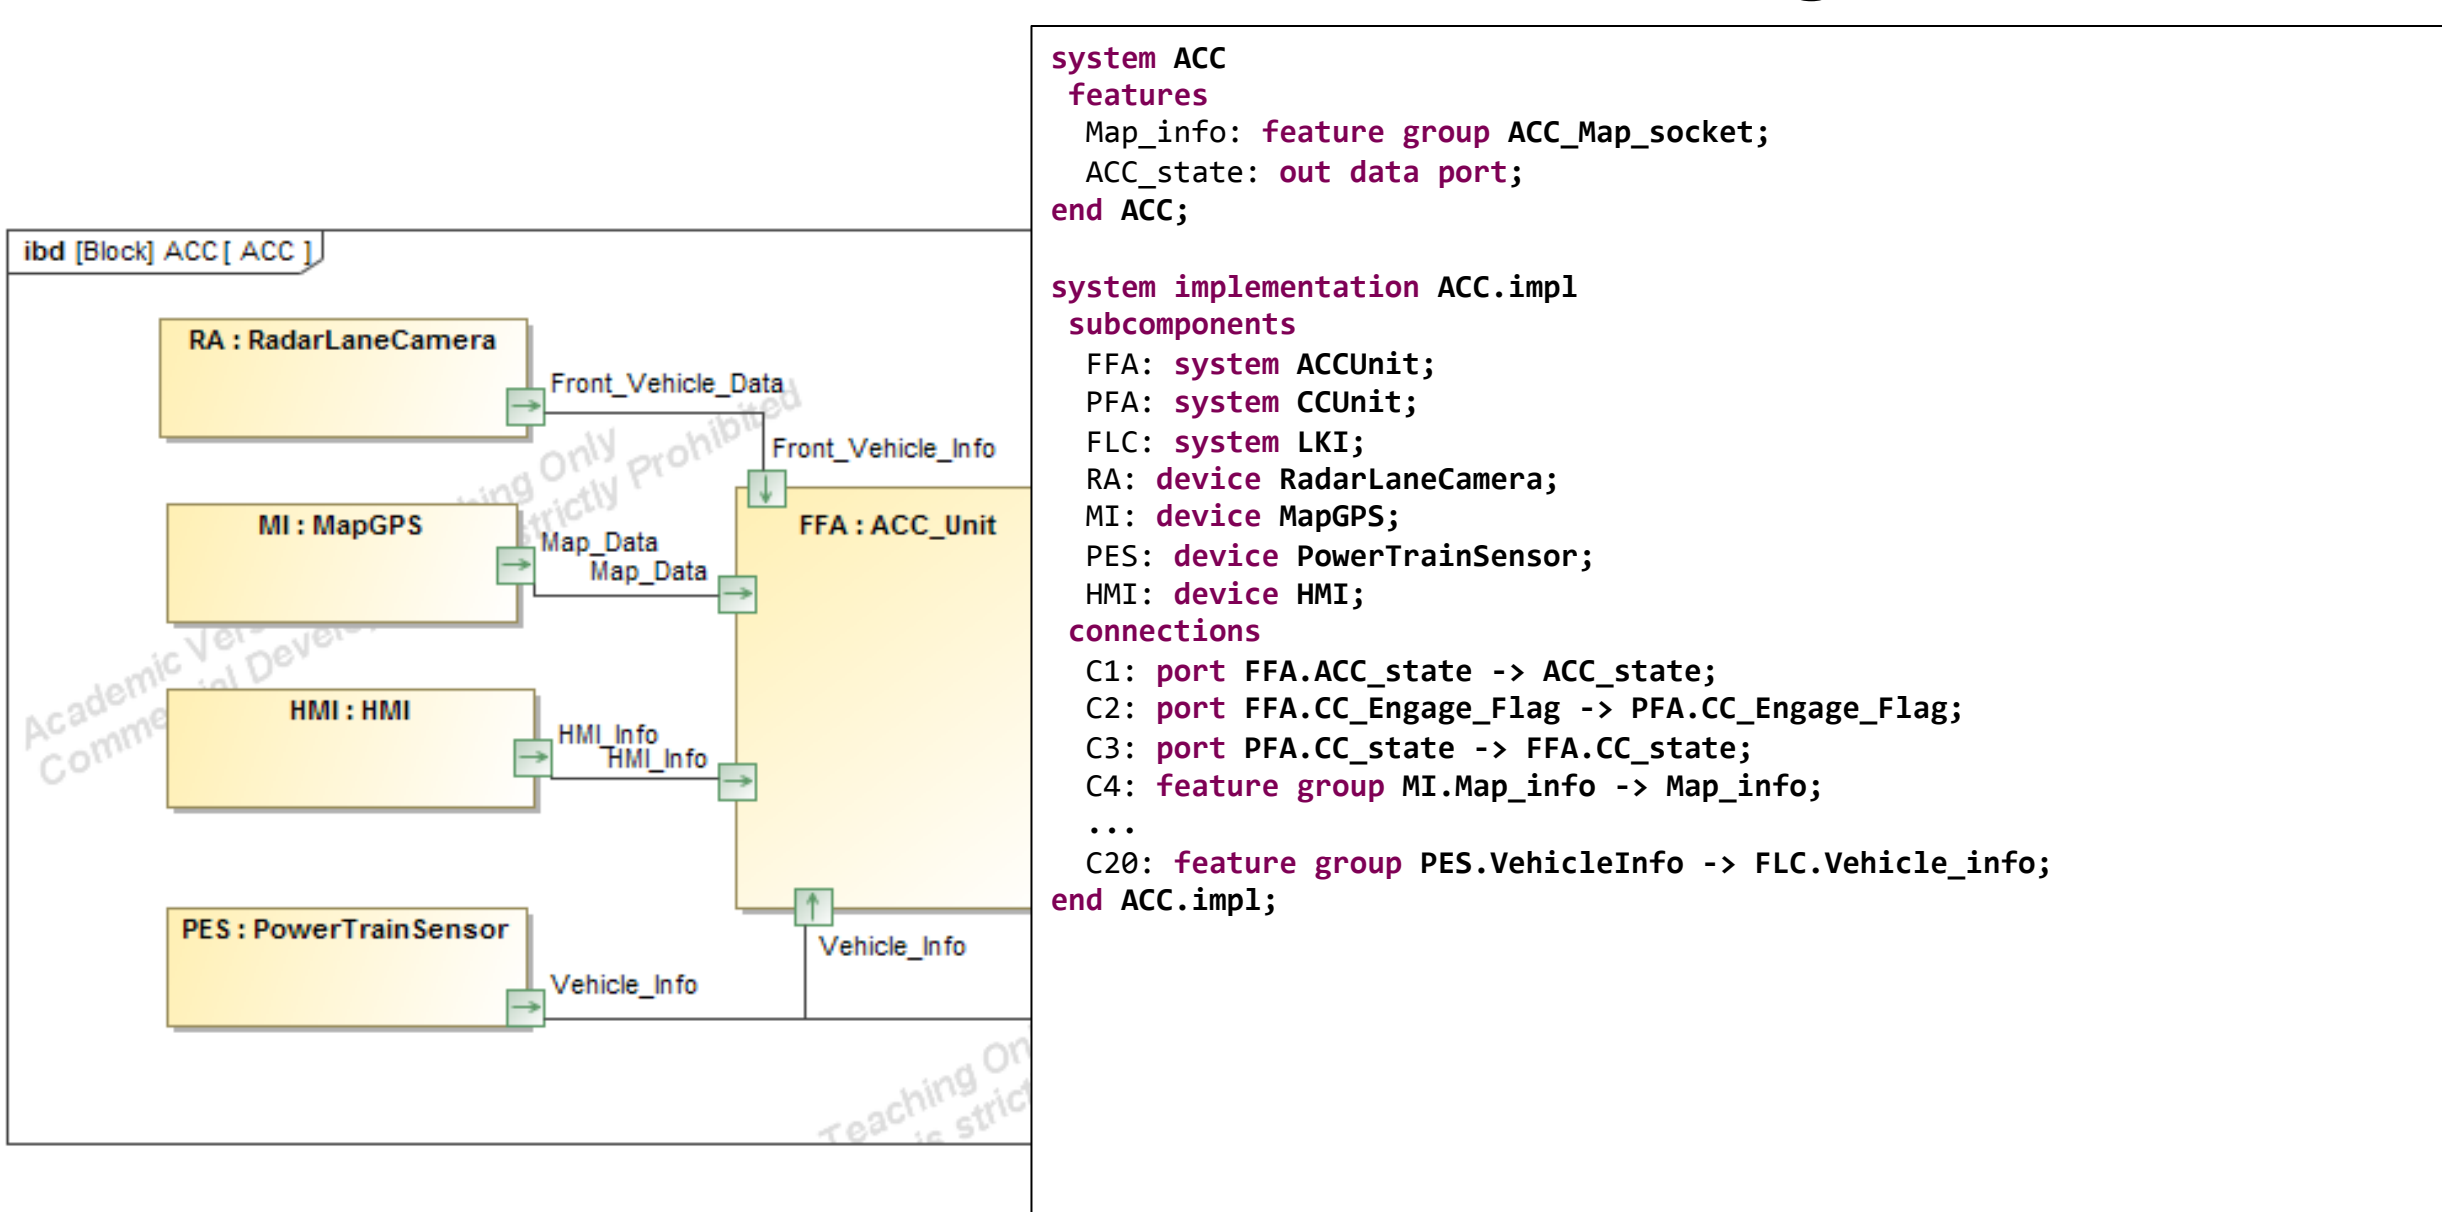 ibd [Block] ACC[ ACC ]
RA : RadarLaneCamera
Front_Vehicle_Data
Front_Vehicle_Info
MI : MapGPS
FFA : ACC_Unit
Map_Data
Map_Data
HMI : HMI
HMI_Info
HMI_Info
PES : PowerTrainSensor
Vehicle_Info
Vehicle_Info
Academic
Only
strictly Prohibited
Teaching
system ACC
features
Map_info: feature group ACC_Map_socket;
ACC_state: out data port;
end ACC;
system implementation ACC.impl
subcomponents
FFA: system ACCUnit;
PFA: system CCUnit;
FLC: system LKI;
RA: device RadarLaneCamera;
MI: device MapGPS;
PES: device PowerTrainSensor;
HMI: device HMI;
connections
C1: port FFA.ACC_state -> ACC_state;
C2: port FFA.CC_Engage_Flag -> PFA.CC_Engage_Flag;
C3: port PFA.CC_state -> FFA.CC_state;
C4: feature group MI.Map_info -> Map_info;
...
C20: feature group PES.VehicleInfo -> FLC.Vehicle_info;
end ACC.impl;